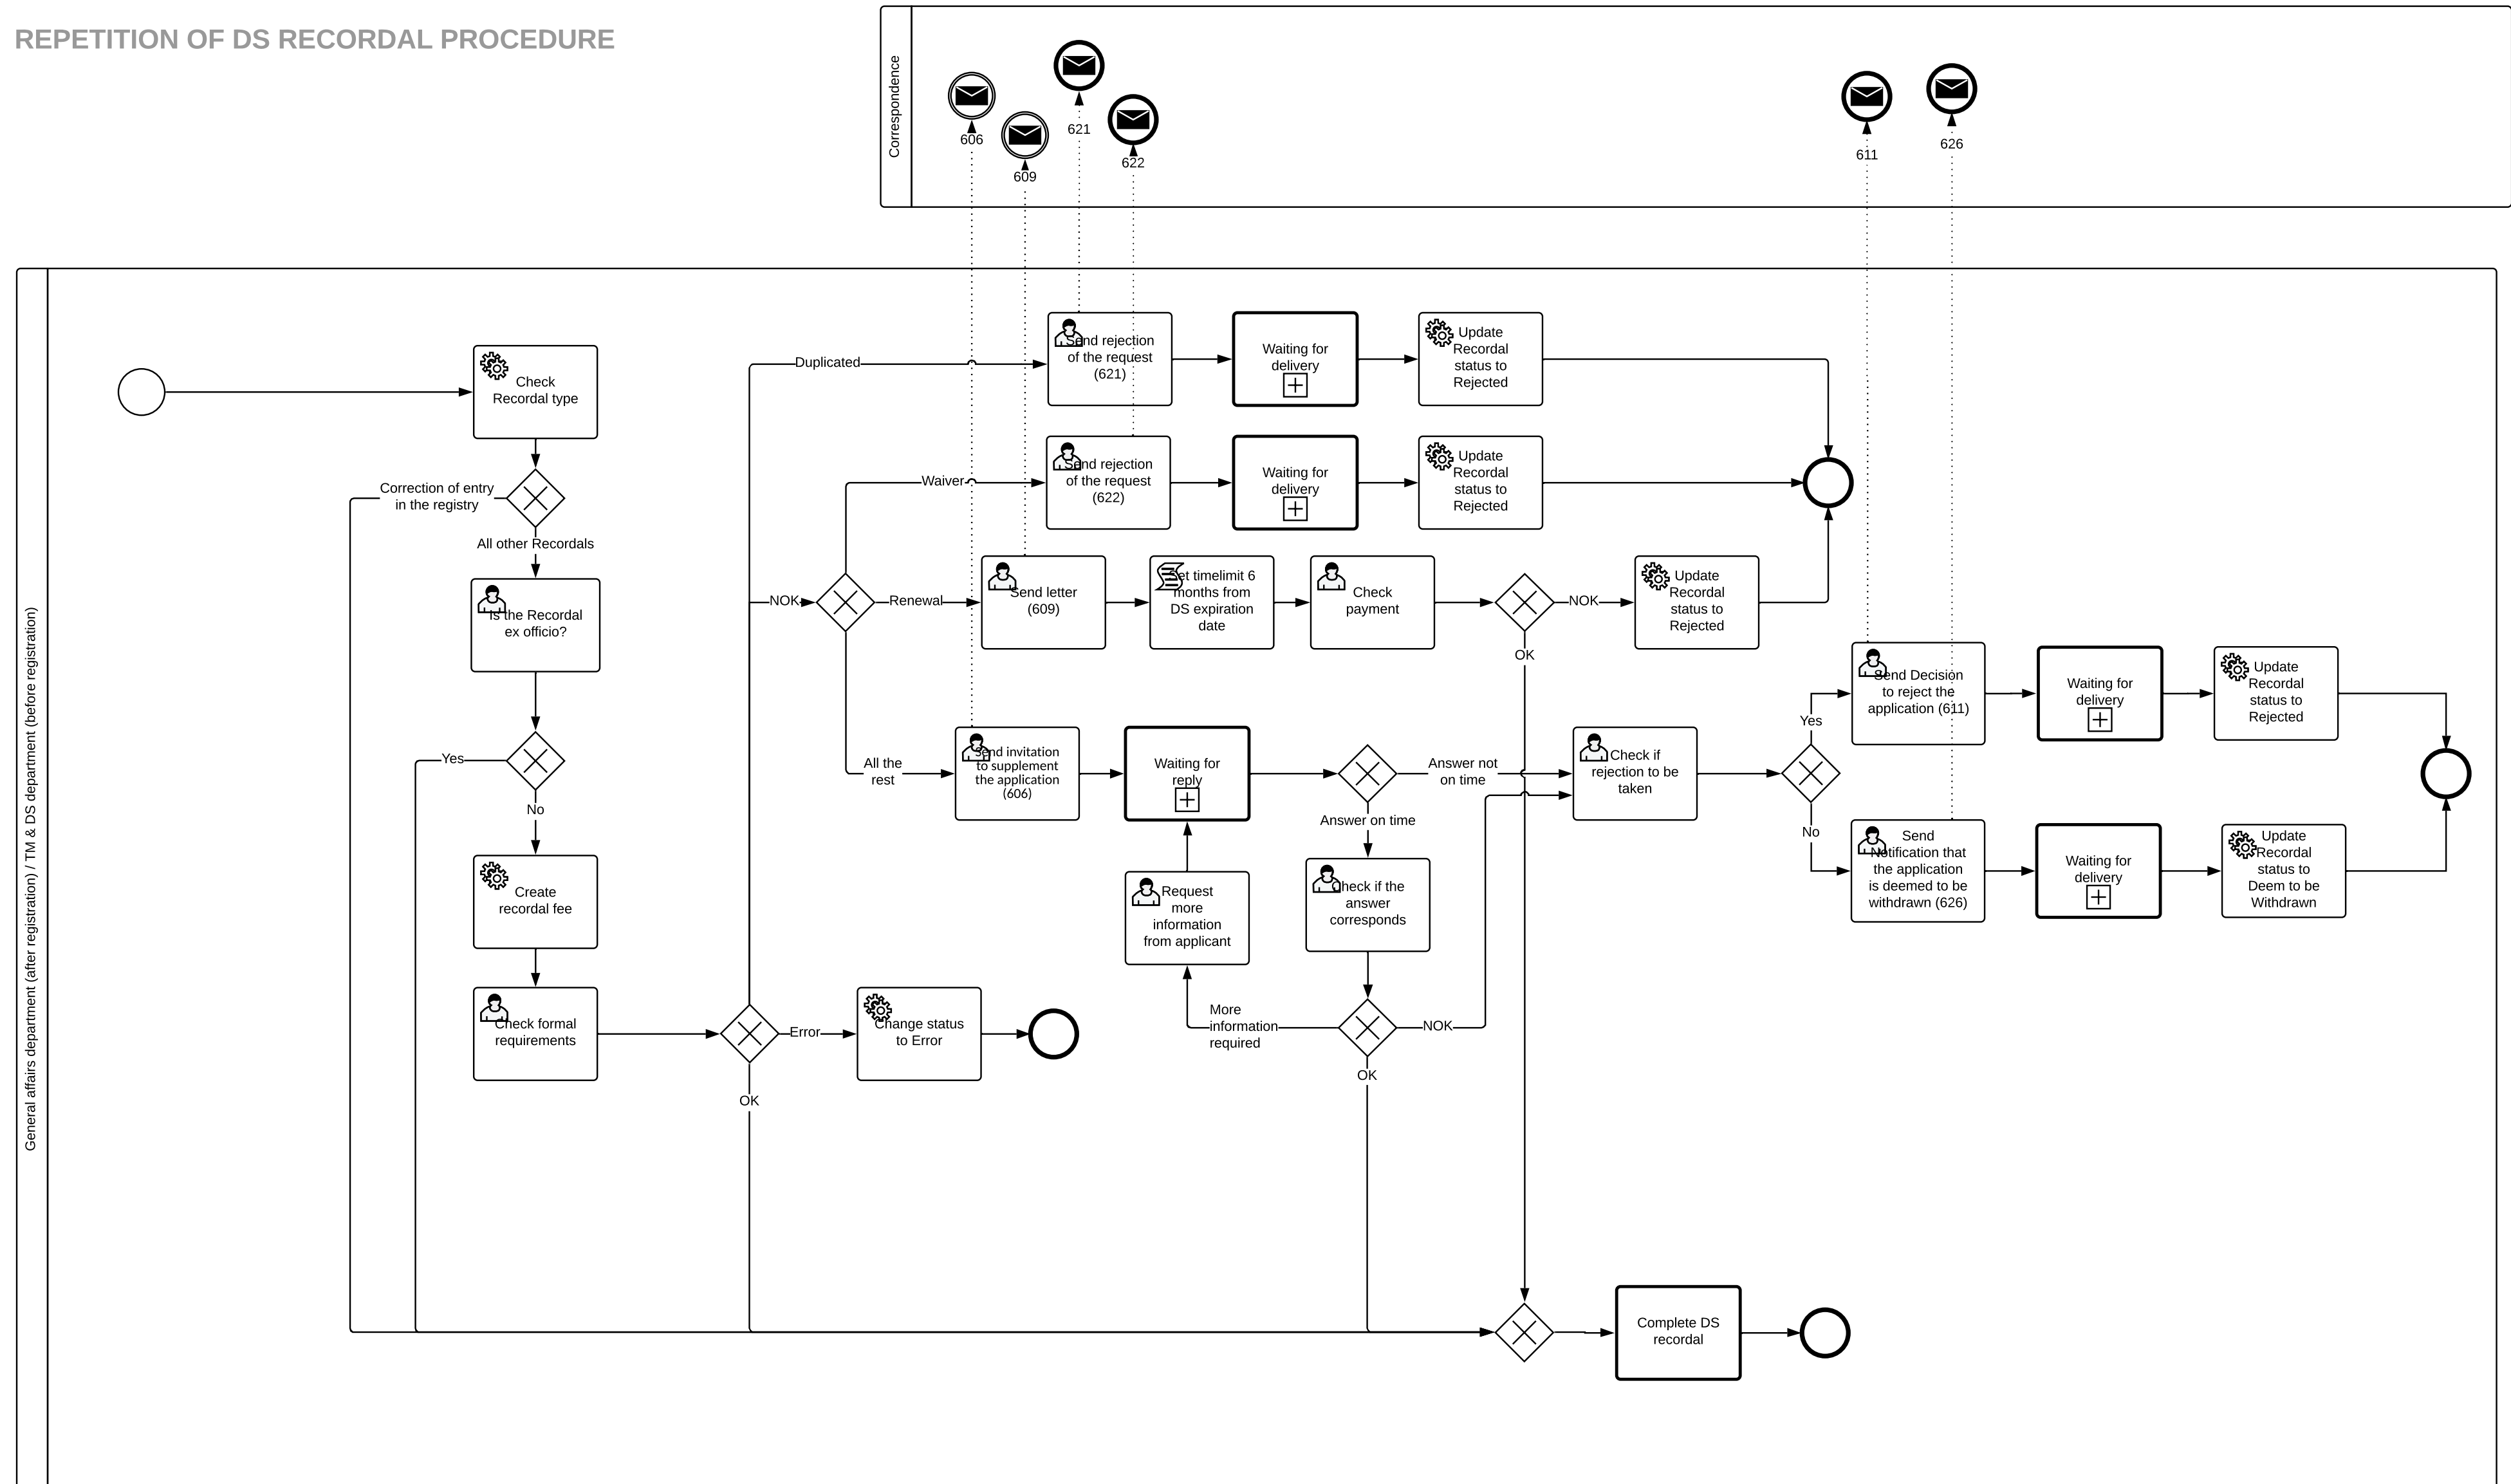 REPETITION OF DS RECORDAL PROCEDURE
Correspondence
606
609
621
622
611
626
General affairs department (after registration) / TM & DS department (before registration)
Check
Recordal type
Correction of entry
in the registry
All other Recordals
Is the Recordal
ex officio?
Yes
No
Create
recordal fee
Check formal
requirements
Duplicated
NOK
Error
OK
Change status
to Error
Send rejection
of the request
(621)
Waiting for
delivery
Update
Recordal
status to
Rejected
Waiver
Send rejection
of the request
(622)
Waiting for
delivery
Update
Recordal
status to
Rejected
Renewal
Send letter
(609)
Set timelimit 6
months from
DS expiration
date
Check
payment
NOK
OK
Update
Recordal
status to
Rejected
All the
rest
Send invitation
to supplement
the application
(606)
Waiting for
reply
Answer not
on time
Answer on time
Check if the
answer
corresponds
Request
more
information
from applicant
More
information
required
NOK
OK
Check if
rejection to be
taken
Yes
No
Send Decision
to reject the
application (611)
Waiting for
delivery
Update
Recordal
status to
Rejected
Send
Notification that
the application
is deemed to be
withdrawn (626)
Waiting for
delivery
Update
Recordal
status to
Deem to be
Withdrawn
Complete DS
recordal